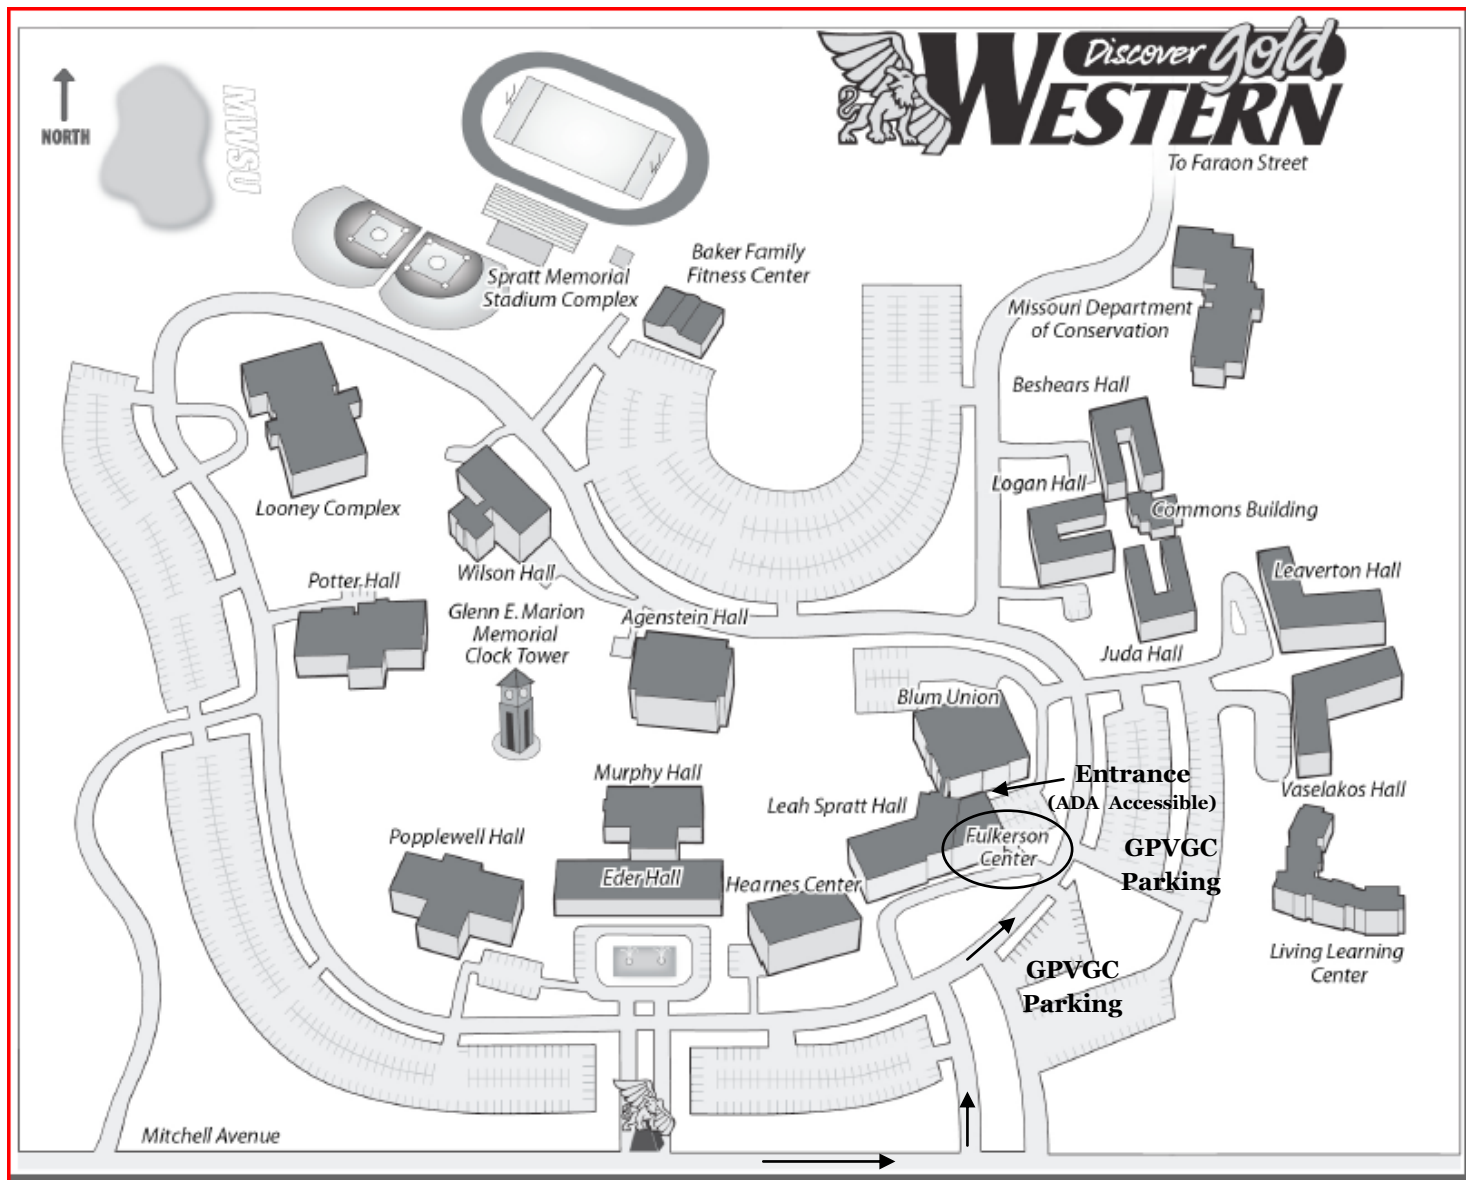 Discover gold
WESTERN
NORTH
MWSU
To Faraon Street
Baker Family
Fitness Center
Spratt Memorial
Stadium Complex
Missouri Department
of Conservation
Beshears Hall
Logan Hall
Commons Building
Looney Complex
Wilson Hall
Potter Hall
Leaverton Hall
Glenn E. Marion
Memorial
Clock Tower
Agenstein Hall
Juda Hall
Blum Union
Murphy Hall
Entrance
(ADA Accessible)
Vaselakos Hall
Leah Spratt Hall
Popplewell Hall
Fulkerson
Center
GPVGC
Parking
Eder Hall
Hearnes Center
Living Learning
Center
GPVGC
Parking
Mitchell Avenue